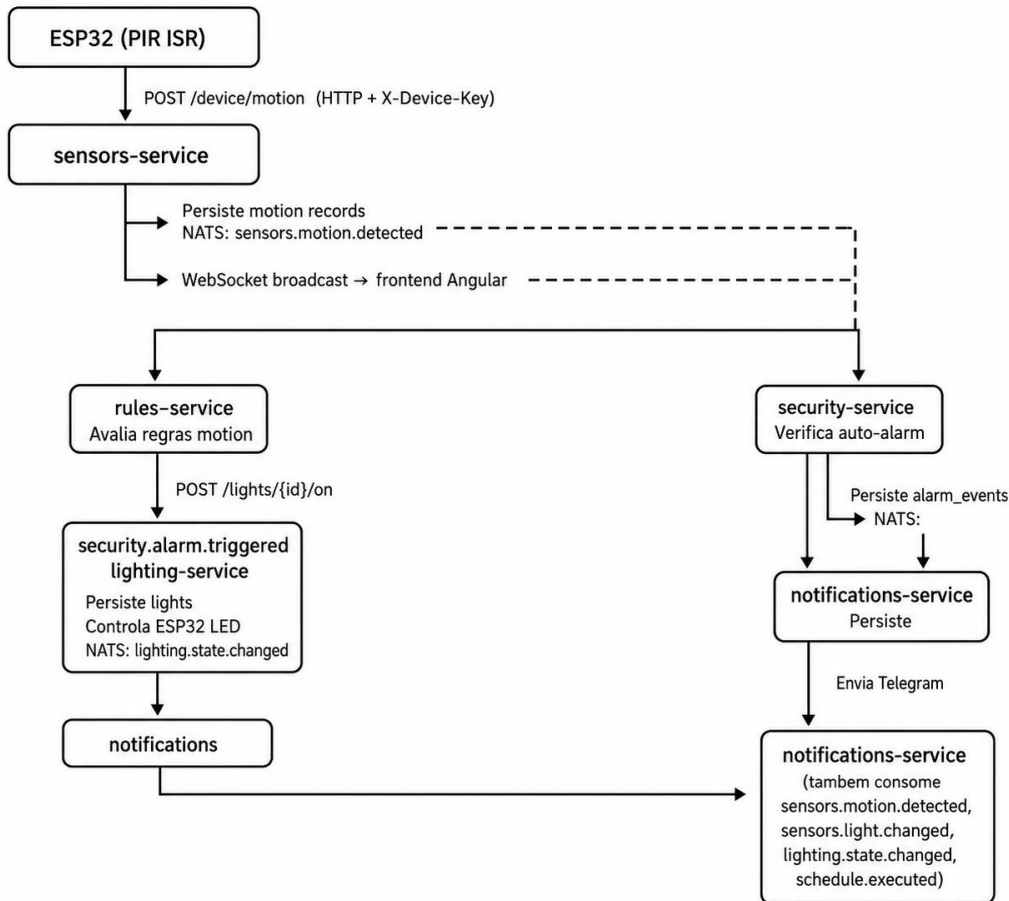 ESP32 (PIR ISR)
POST /device/motion (HTTP + X-Device-Key)
sensors-service
Persiste motion records
NATS: sensors.motion.detected
WebSocket broadcast → frontend Angular
rules-service
Avalia regras motion
POST /lights/{id}/on
security.alarm.triggered
lighting-service
Persiste lights
Controla ESP32 LED
NATS: lighting.state.changed
notifications
security-service
Verifica auto-alarm
Persiste alarm_events
NATS:
notifications-service
Persiste
Envia Telegram
notifications-service
(tambem consome
sensors.motion.detected,
sensors.light.changed,
lighting.state.changed,
schedule.executed)